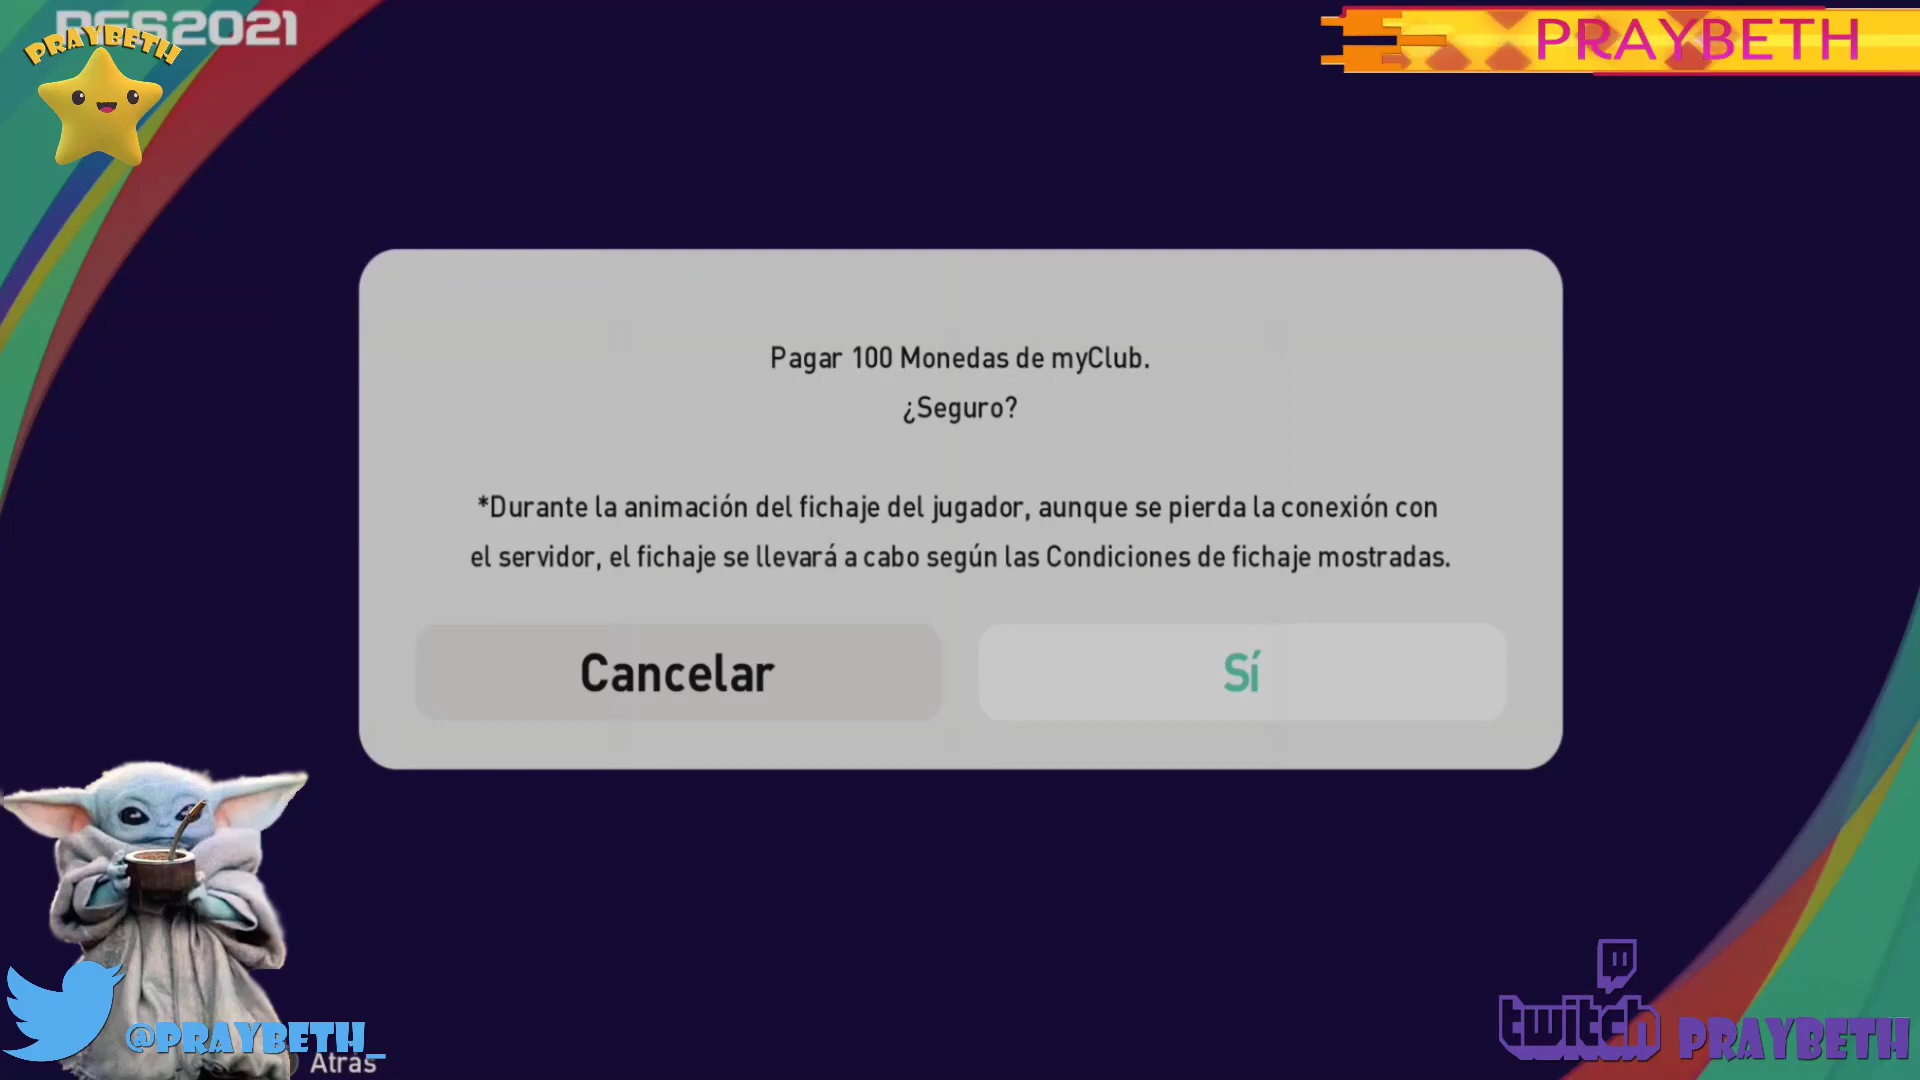 PES2021
PRAYBETH
PRAYBETH
Pagar 100 Monedas de myClub.
¿Seguro?
*Durante la animación del fichaje del jugador, aunque se pierda la conexión con
el servidor, el fichaje se llevará a cabo según las Condiciones de fichaje mostradas.
Cancelar
Sí
@PRAYBETH_
Atrás
twitch PRAYBETH